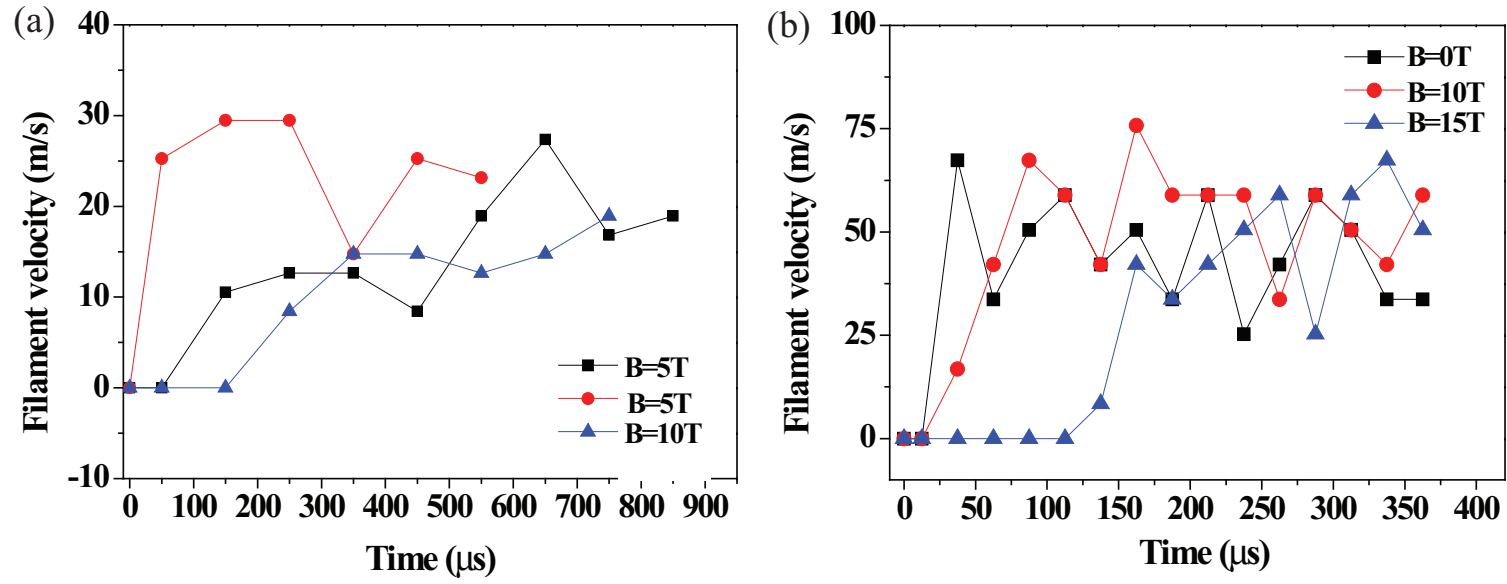 (a)
40
30
20
10
0
-10
Filament velocity (m/s)
0 100 200 300 400 500 600 700 800 900
Time (μs)
B=5T
B=5T
B=10T
(b)
100
75
50
25
0
Filament velocity (m/s)
0 50 100 150 200 250 300 350 400
Time (μs)
B=0T
B=10T
B=15T